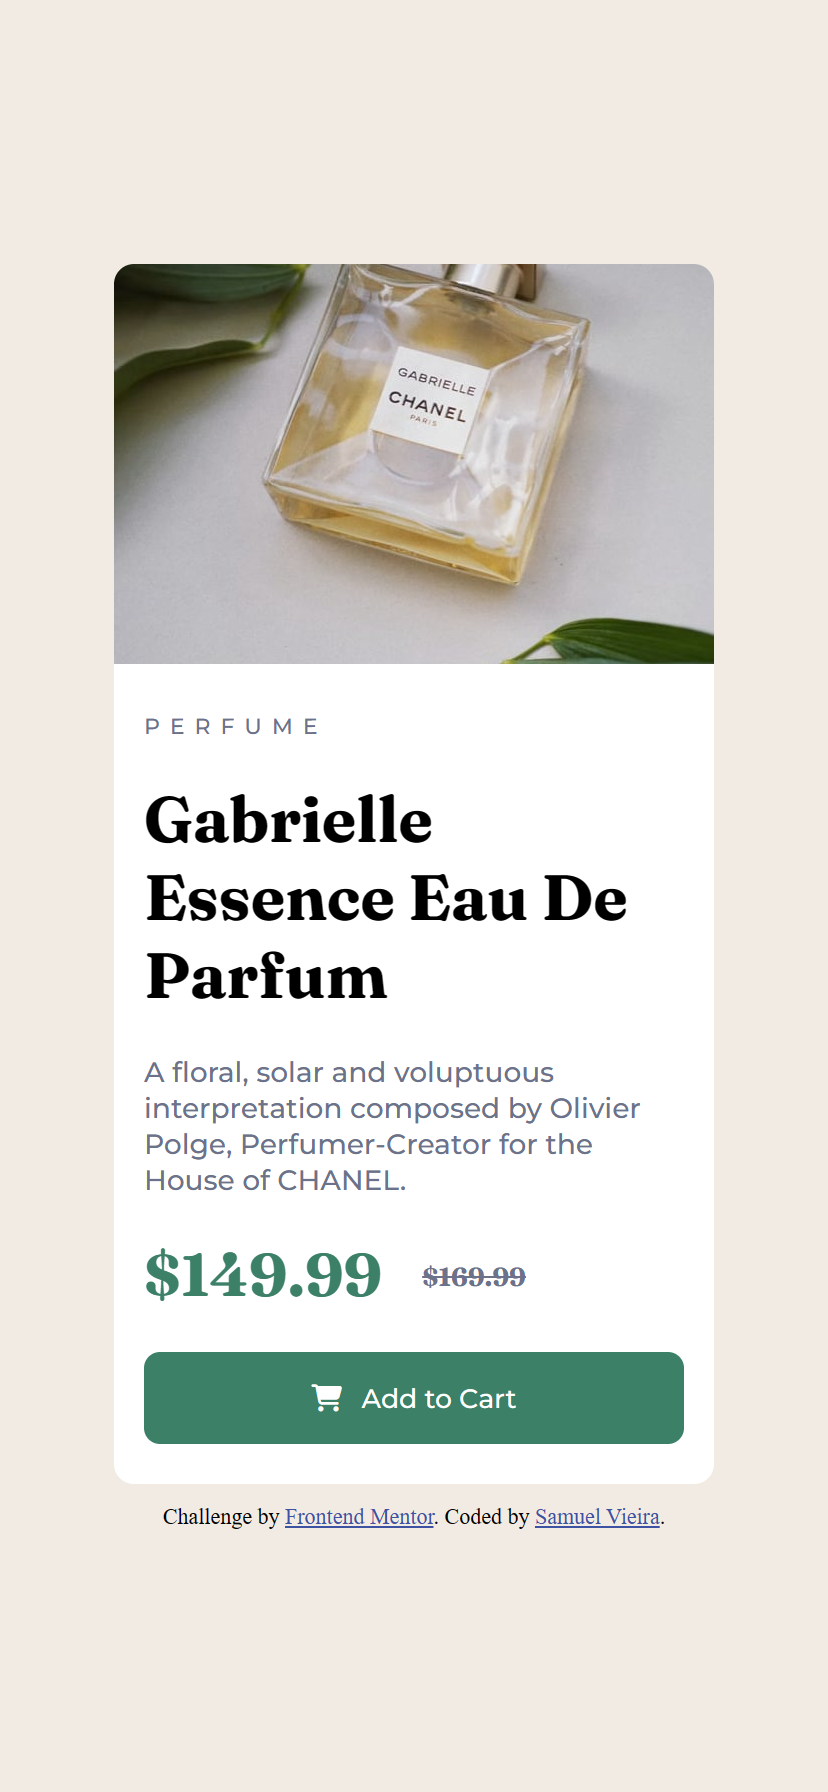 GABRIELLE
CHANEL
PARIS
PERFUME
Gabrielle
Essence Eau De
Parfum
A floral, solar and voluptuous
interpretation composed by Olivier
Polge, Perfumer-Creator for the
House of CHANEL.
$149.99 $169.99
Add to Cart
Challenge by Frontend Mentor. Coded by Samuel Vieira.